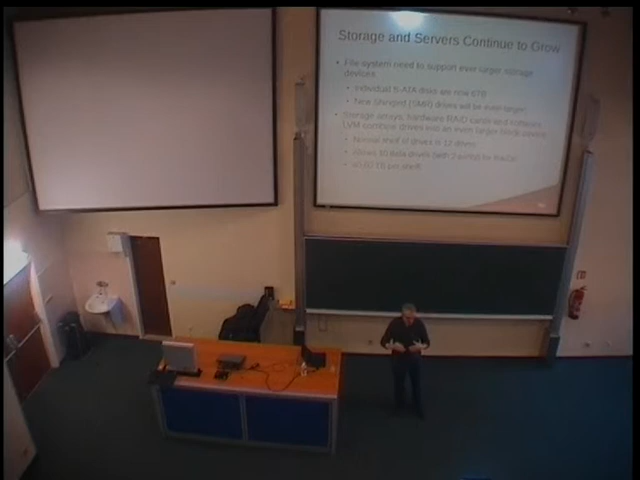 Storage and Servers Continue to Grow
• File system need to support ever larger storage
devices
• Individual S-ATA disks are now 6TB
• New Shingled (SMR) drives will be even larger
• Storage arrays, hardware RAID cards and software
LVM combine drives into an even larger block device
• Normal shelf of drives is 12 drives
• Allows 10 data drives (with 2 parity) for RAID6
• 40-60 TB per shelf